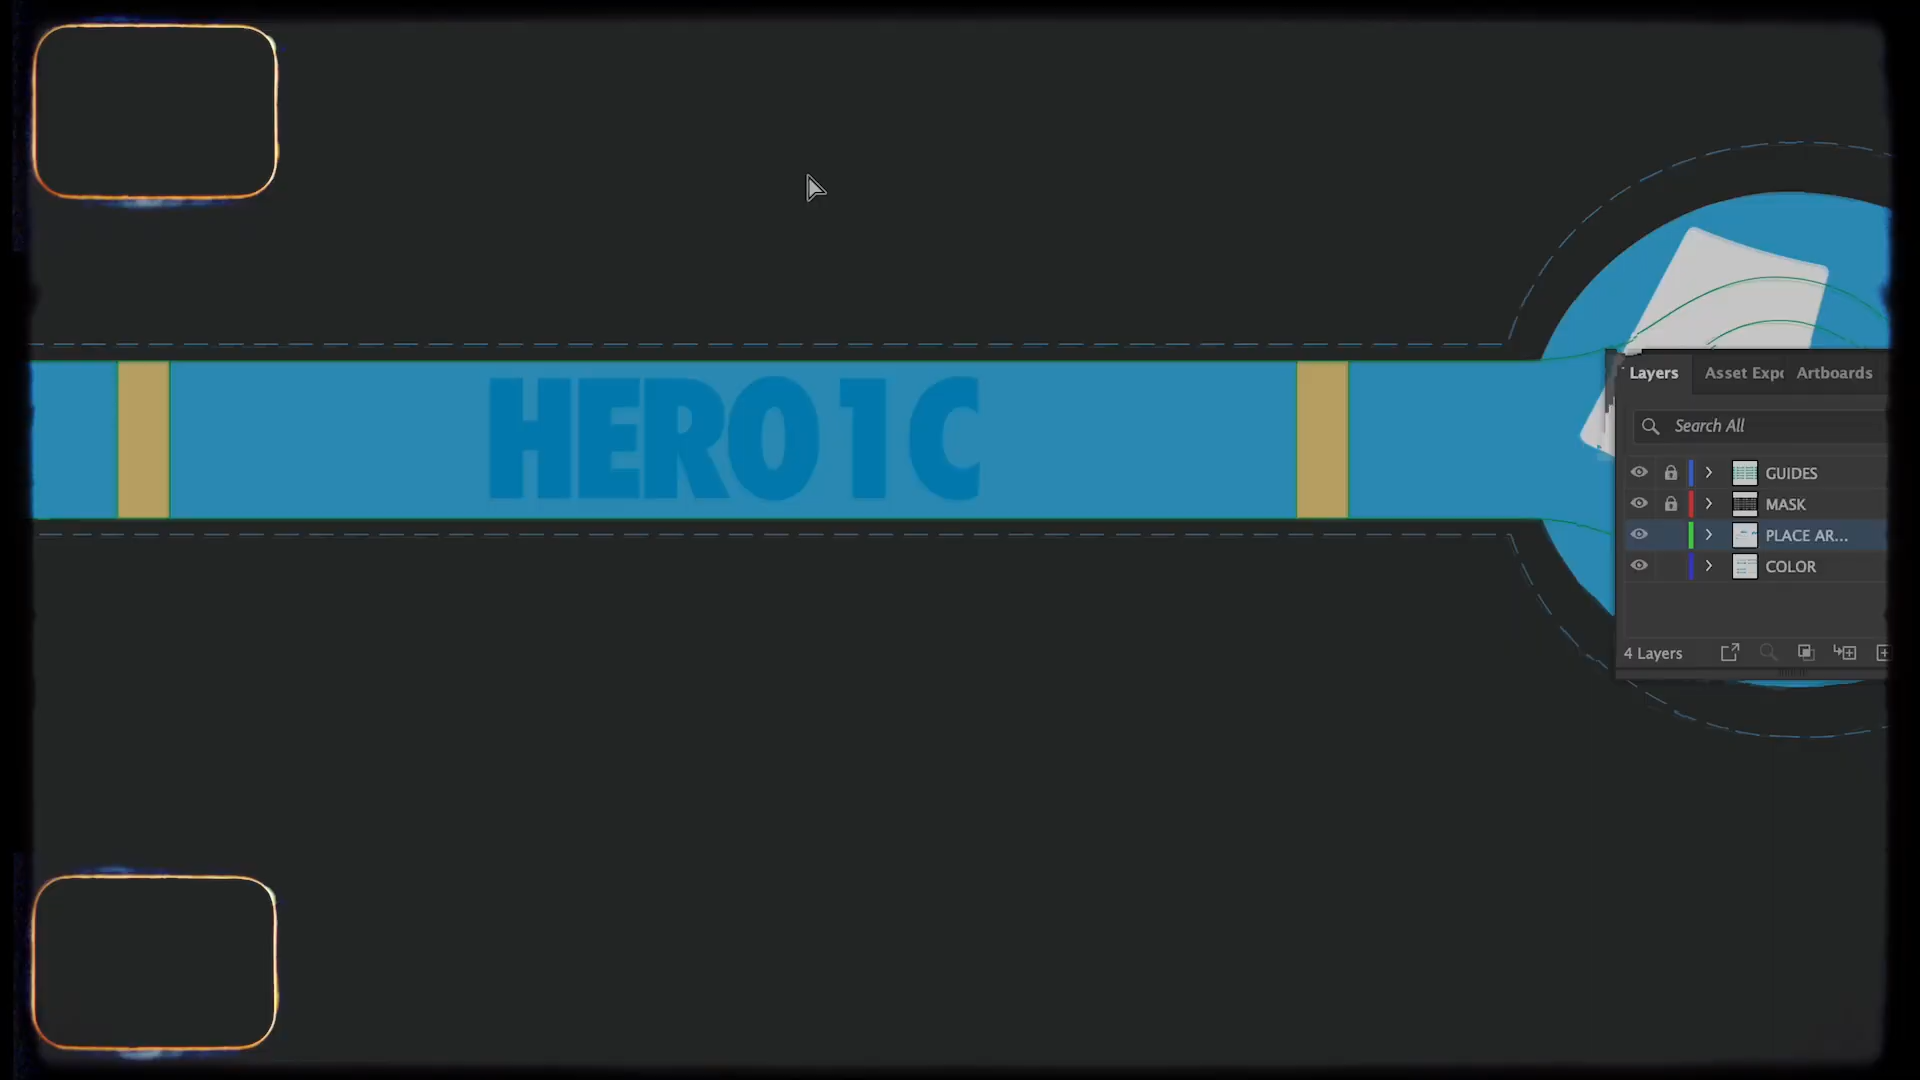 HERO1C
Layers Asset Expo Artboards
Search All
GUIDES
MASK
PLACE AR...
COLOR
4 Layers